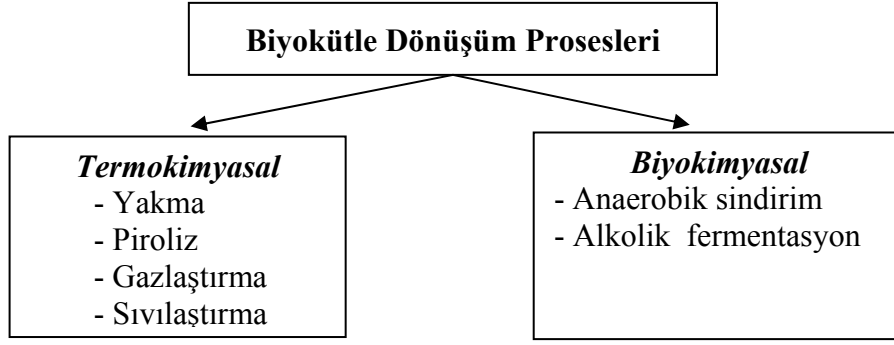 Biyokütle Dönüşüm Prosesleri
Termokimyasal
- Yakma
- Piroliz
- Gazlaştırma
- Sıvılaştırma
Biyokimyasal
- Anaerobik sindirim
- Alkolik fermentasyon